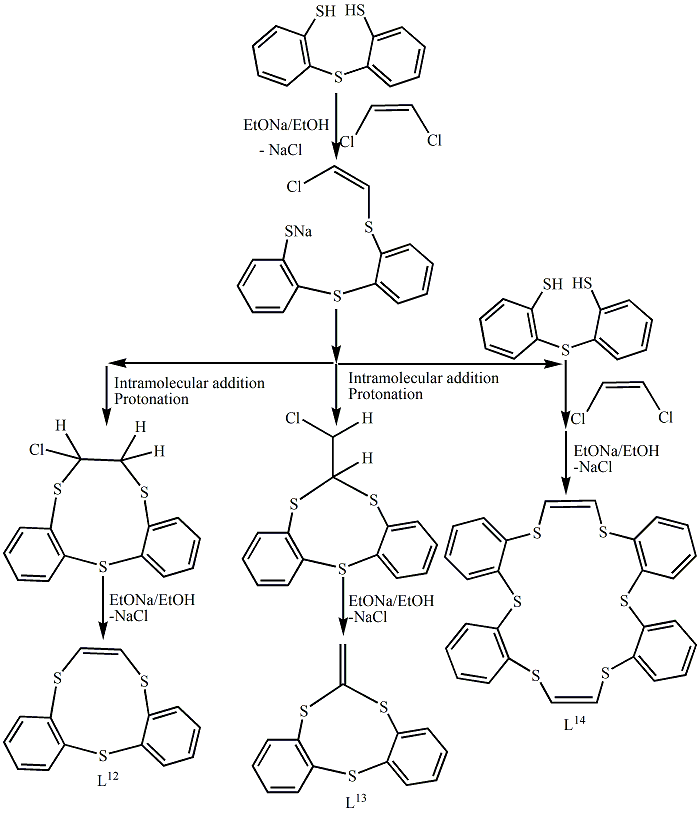 SH HS
S
EtONa/EtOH
- NaCl
Cl Cl
Cl
S
SNa
S
SH HS
S
Intramolecular addition
Protonation
Intramolecular addition
Protonation
Cl Cl
EtONa/EtOH
-NaCl
H H
Cl H
S S
S
Cl H
H
S S
S
S S
S S
S S
EtONa/EtOH
-NaCl
EtONa/EtOH
-NaCl
S S
S
L12
S S
S
L13
L14